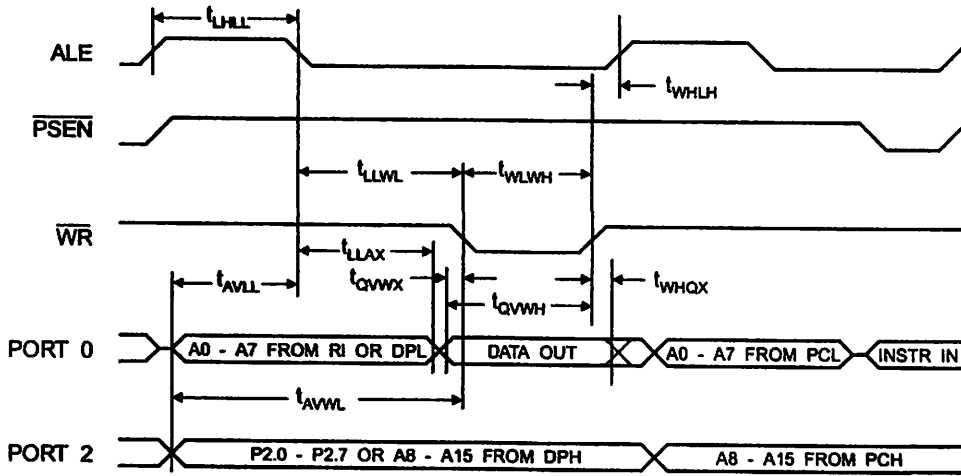 tLHLL
ALE
tWHLH
PSEN
tLLWL
tWLWH
WR
tLLAX
tAVLL
tQVWX
tWHQX
tQVWH
PORT 0
A0 - A7 FROM RI OR DPL
DATA OUT
A0 - A7 FROM PCL
INSTR IN
tAVWL
PORT 2
P2.0 - P2.7 OR A8 - A15 FROM DPH
A8 - A15 FROM PCH